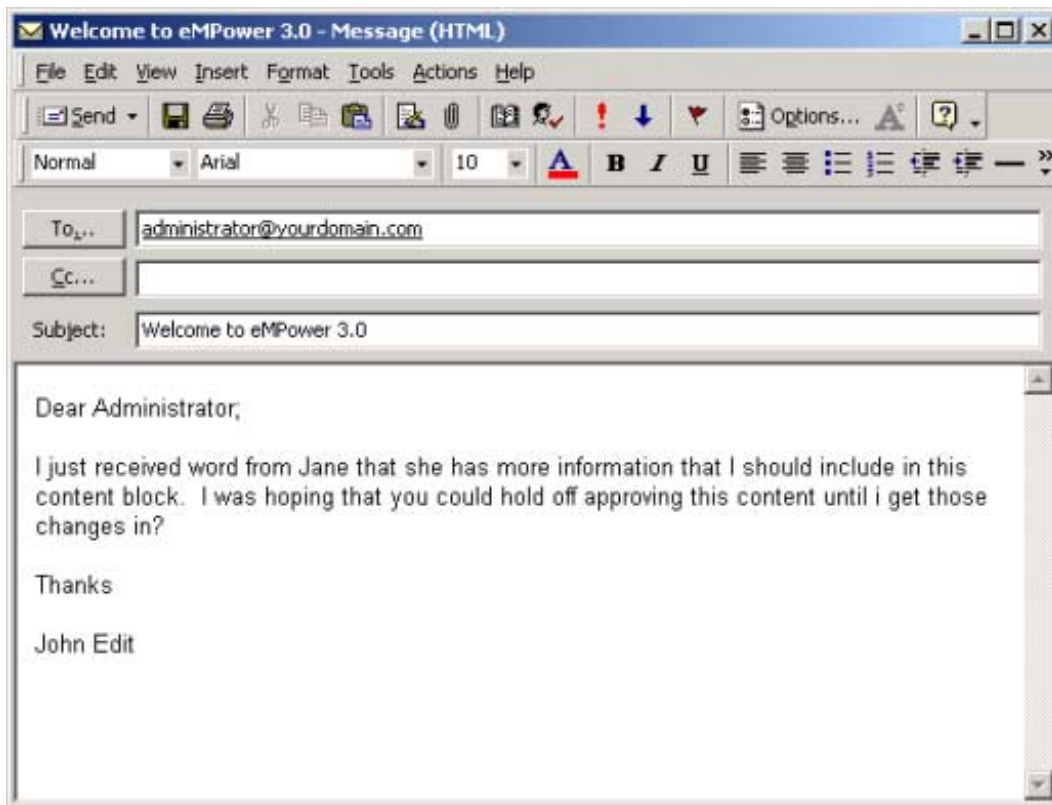 Welcome to eMPower 3.0 - Message (HTML)
File Edit View Insert Format Tools Actions Help
Send Options...
Normal Arial 10 A B I U
To... administrator@yourdomain.com
Cc...
Subject: Welcome to eMPower 3.0
Dear Administrator;
I just received word from Jane that she has more information that I should include in this
content block.  I was hoping that you could hold off approving this content until i get those
changes in?
Thanks
John Edit